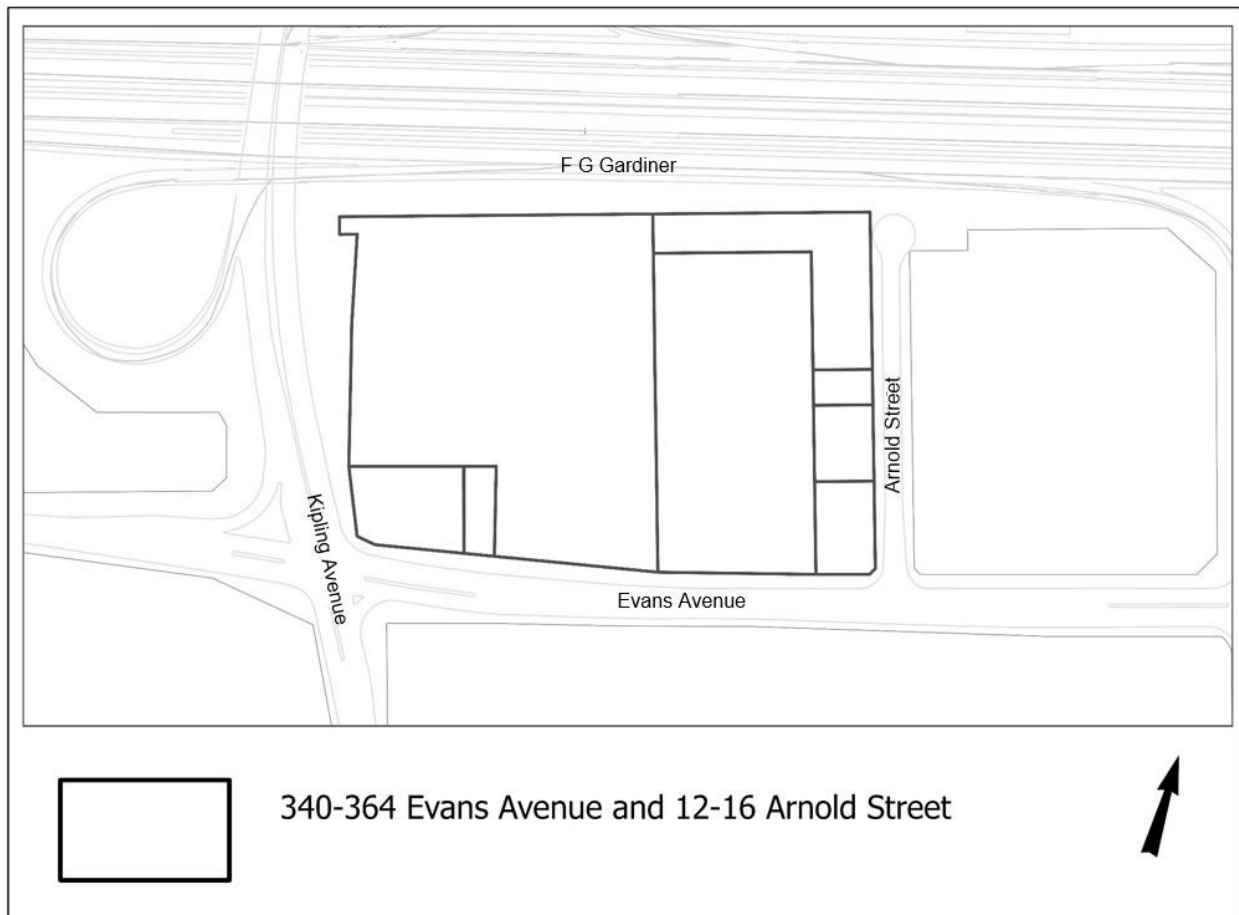 F G Gardiner
Arnold Street
Kipling Avenue
Evans Avenue
340-364 Evans Avenue and 12-16 Arnold Street